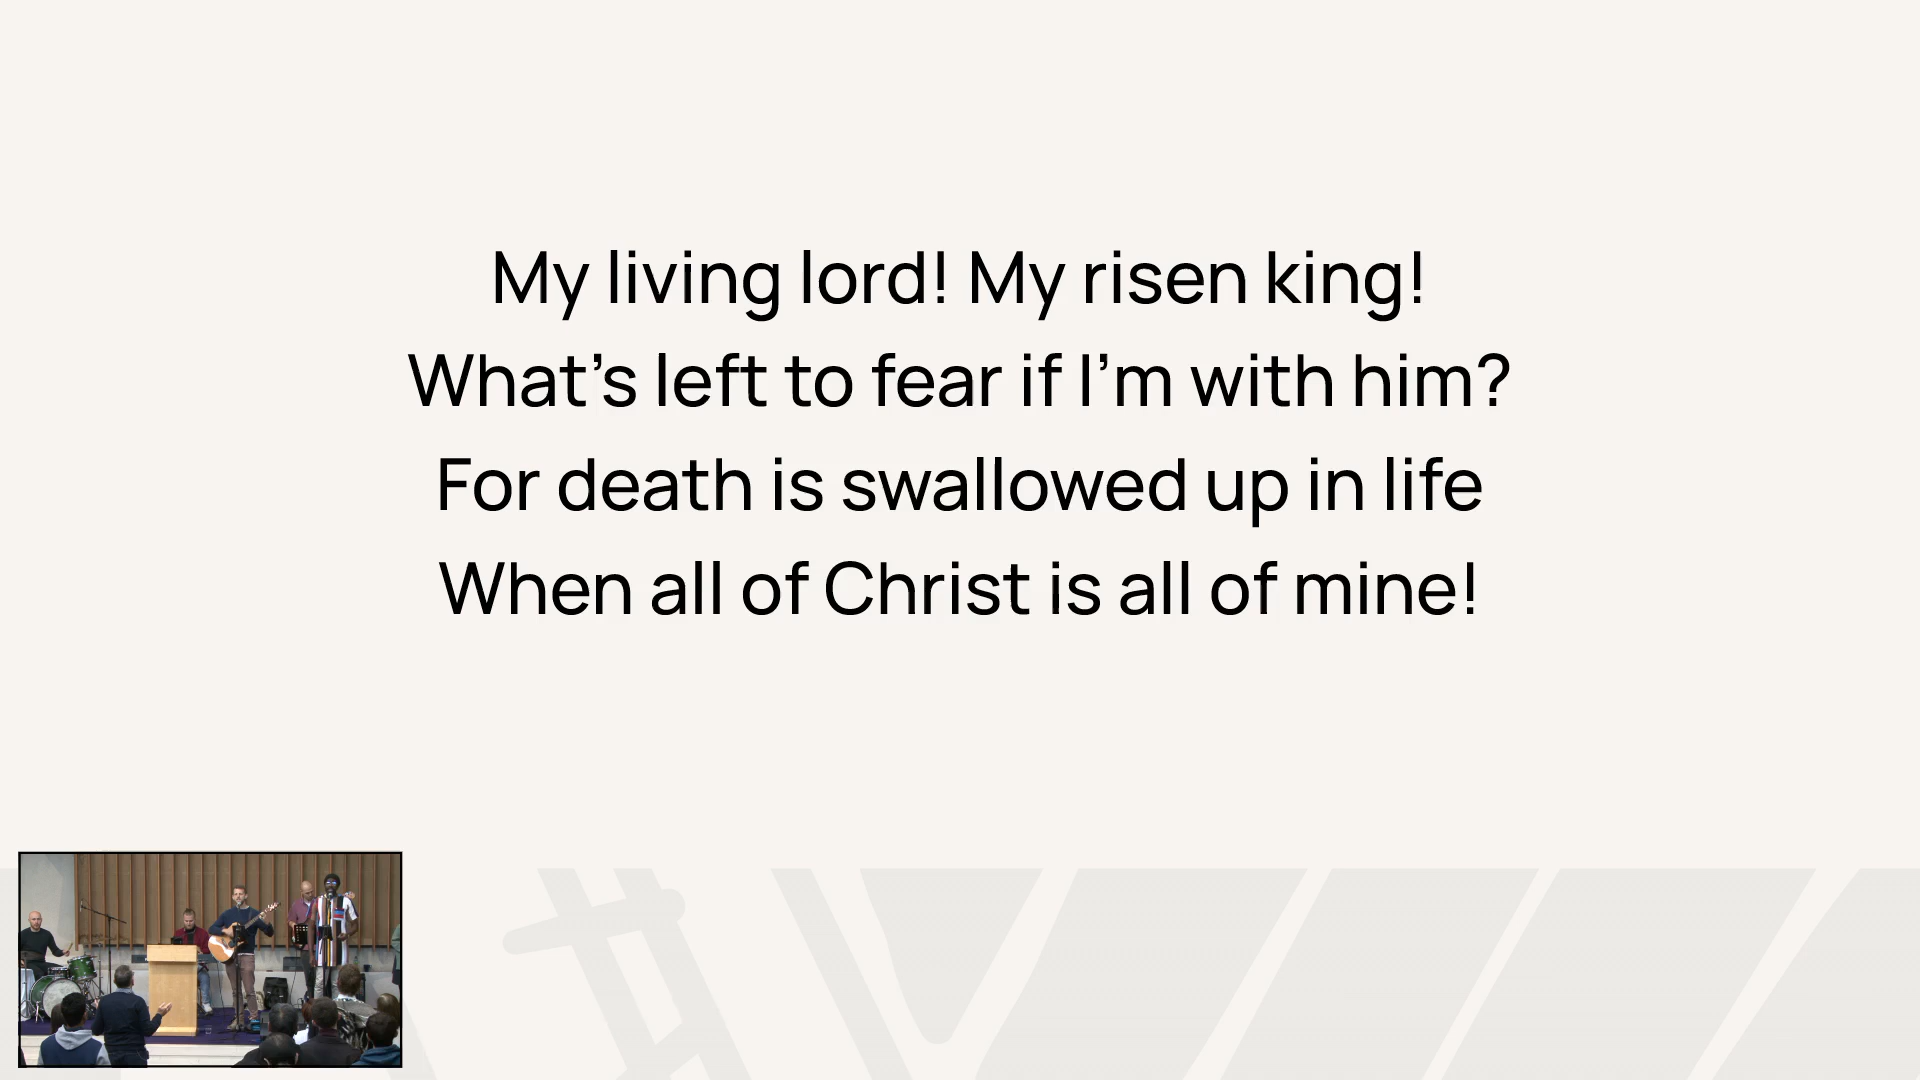 My living lord! My risen king!
What’s left to fear if I’m with him?
For death is swallowed up in life
When all of Christ is all of mine!